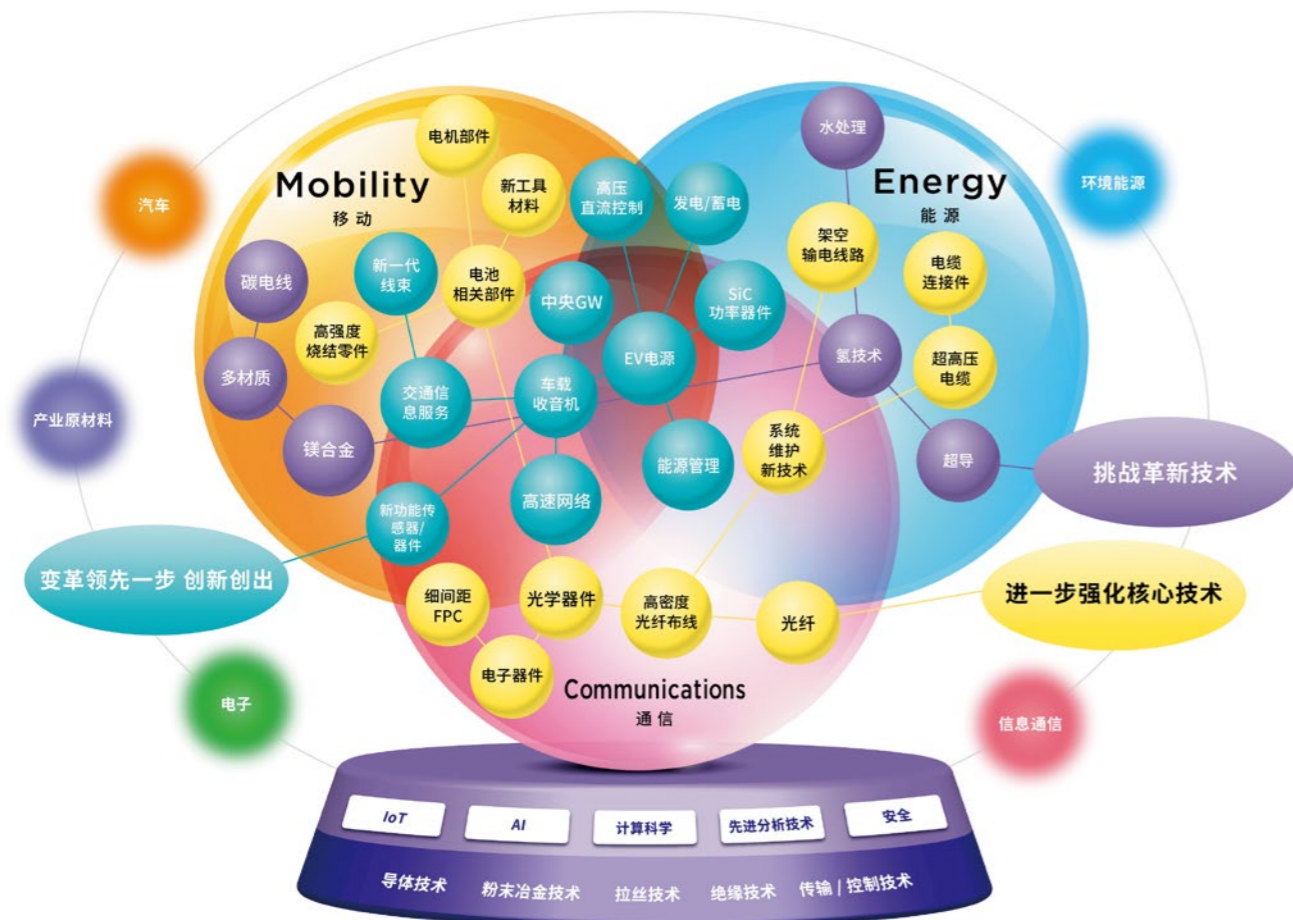 电机部件
水处理
Mobility
移动
新工具
材料
高压
直流控制
发电/蓄电
Energy
能源
环境能源
汽车
架空
输电线路
碳电线
新一代
线束
电池
相关部件
中央GW
SiC
功率器件
电缆
连接件
高强度
烧结零件
EV电源
氢技术
超高压
电缆
多材质
交通信
息服务
车载
收音机
产业原材料
镁合金
系统
维护
新技术
能源管理
超导
挑战革新技术
高速网络
新功能传
感器/
器件
变革领先一步 创新创出
细间距
FPC
光学器件
高密度
光纤布线
光纤
进一步强化核心技术
电子器件
Communications
通信
电子
信息通信
IoT
AI
计算科学
先进分析技术
安全
导体技术
粉末冶金技术
拉丝技术
绝缘技术
传输 / 控制技术